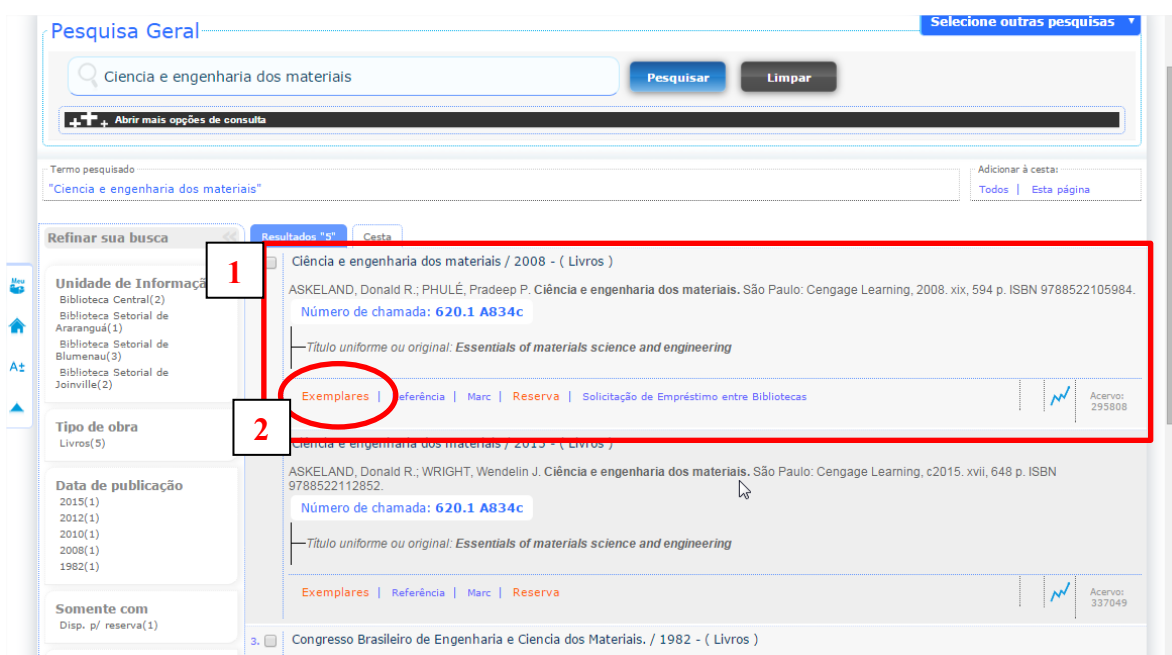 Selecione outras pesquisas
Pesquisa Geral
Ciencia e engenharia dos materiais
Pesquisar
Limpar
Abrir mais opções de consulta
Termo pesquisado
"Ciencia e engenharia dos materiais"
Adicionar à cesta:
Todos | Esta página
Refinar sua busca
Resultados "5"
Cesta
Meu
A±
Unidade de Informaçã
Biblioteca Central(2)
Biblioteca Setorial de
Araranguá(1)
Biblioteca Setorial de
Blumenau(3)
Biblioteca Setorial de
Joinville(2)
Tipo de obra
Livros(5)
Data de publicação
2015(1)
2012(1)
2010(1)
2008(1)
1982(1)
Somente com
Disp. p/ reserva(1)
1
Ciência e engenharia dos materiais / 2008 - ( Livros )
ASKELAND, Donald R.; PHULÉ, Pradeep P. Ciência e engenharia dos materiais. São Paulo: Cengage Learning, 2008. xix, 594 p. ISBN 9788522105984.
Número de chamada: 620.1 A834c
Título uniforme ou original: Essentials of materials science and engineering
Exemplares | Referência | Marc | Reserva | Solicitação de Empréstimo entre Bibliotecas
Acervo:
295808
2
Ciência e engenharia dos materiais / 2015 - ( Livros )
ASKELAND, Donald R.; WRIGHT, Wendelin J. Ciência e engenharia dos materiais. São Paulo: Cengage Learning, c2015. xvii, 648 p. ISBN
9788522112852.
Número de chamada: 620.1 A834c
Título uniforme ou original: Essentials of materials science and engineering
Exemplares | Referência | Marc | Reserva
Acervo:
337049
3. Congresso Brasileiro de Engenharia e Ciencia dos Materiais. / 1982 - ( Livros )